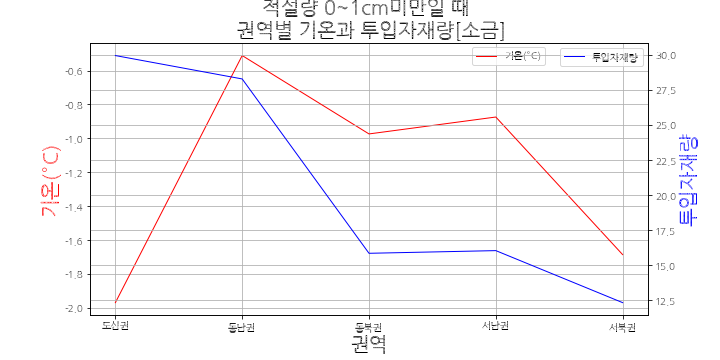 적설량 0~1cm미만일 때
권역별 기온과 투입자재량[소금]
기온(°C)
투입자재량
-0.6
-0.8
-1.0
-1.2
-1.4
-1.6
-1.8
-2.0
기온(°C)
30.0
27.5
25.0
22.5
20.0
17.5
15.0
12.5
투입자재량
도심권
동남권
동북권
서남권
서북권
권역